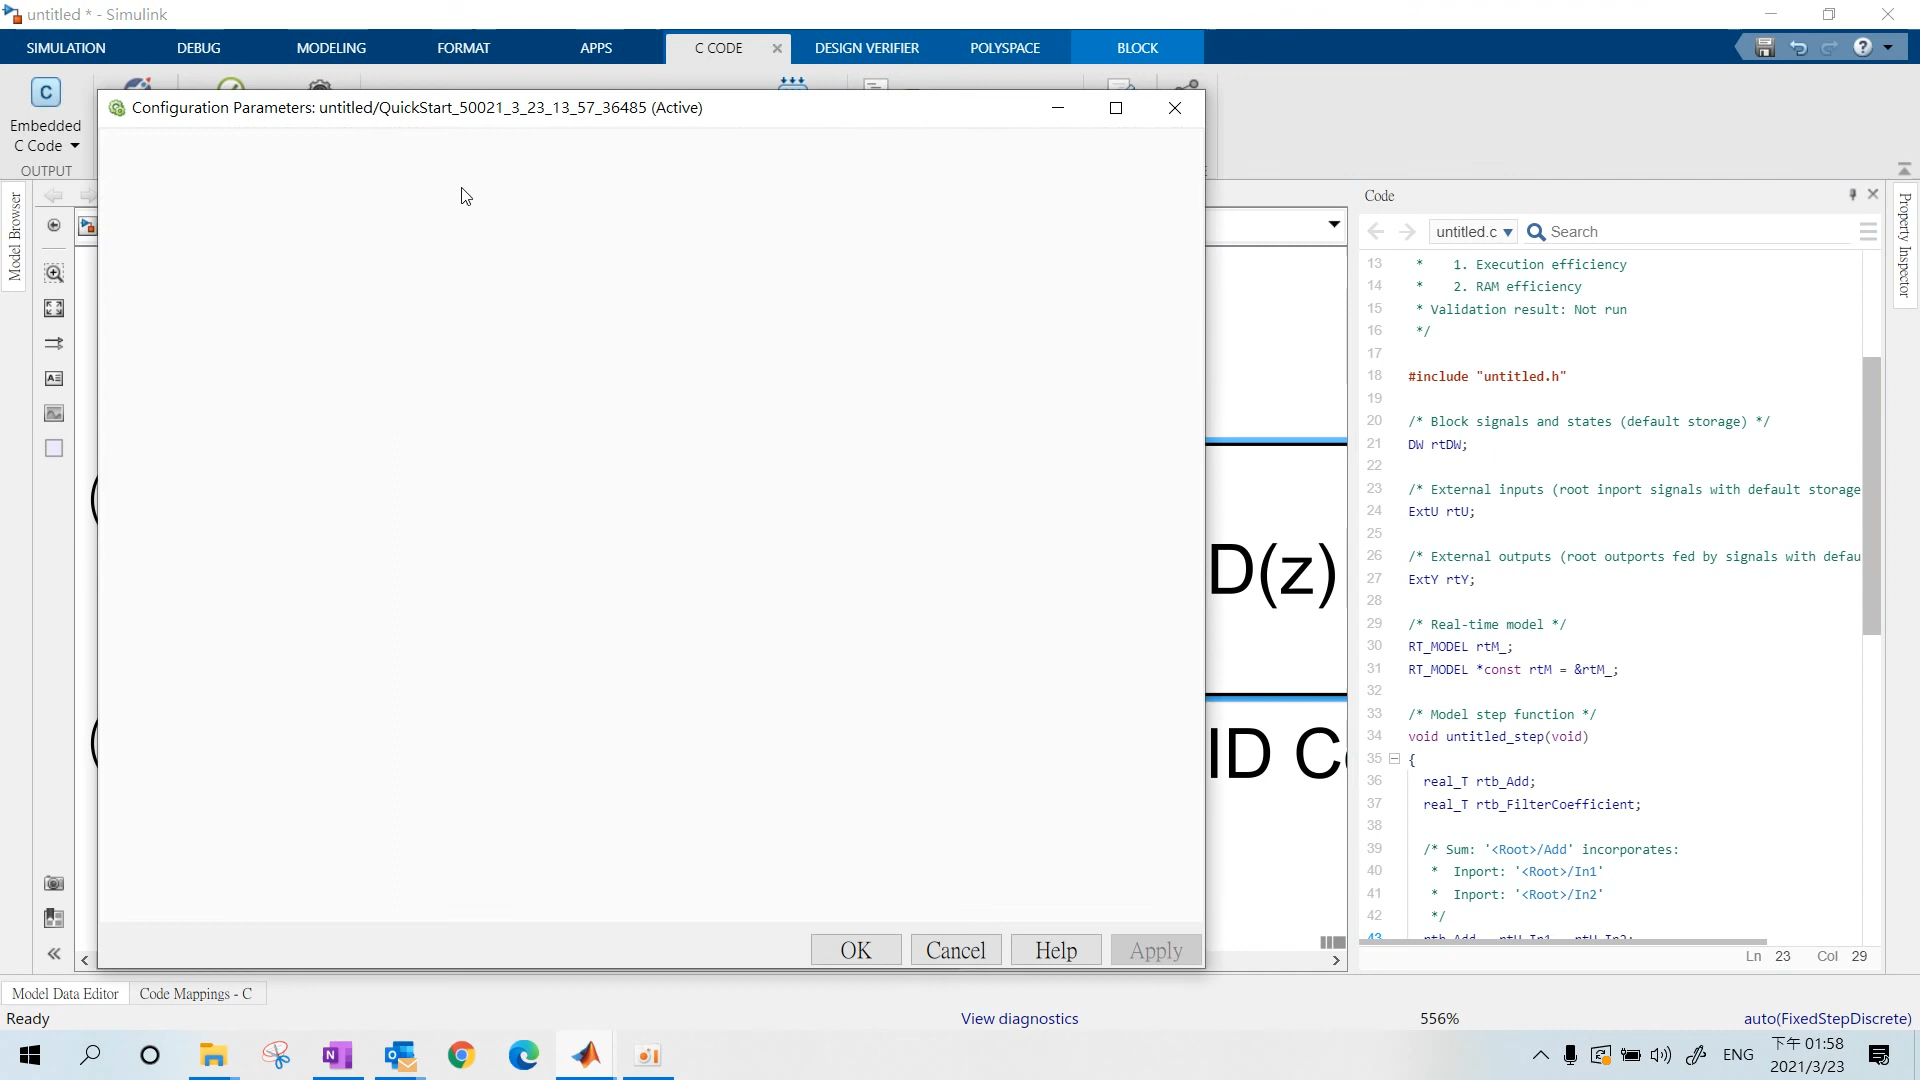 untitled * - Simulink
SIMULATION DEBUG MODELING FORMAT APPS C CODE DESIGN VERIFIER POLYSPACE BLOCK
C
Embedded
C Code
OUTPUT
Configuration Parameters: untitled/QuickStart_50021_3_23_13_57_36485 (Active)
Model Browser
Property Inspector
Code
untitled.c Search
13 * 1. Execution efficiency
14 * 2. RAM efficiency
15 * Validation result: Not run
16 */
17
18 #include "untitled.h"
19
20 /* Block signals and states (default storage) */
21 DW rtDW;
22
23 /* External inputs (root inport signals with default storage
24 ExtU rtU;
25
26 /* External outputs (root outports fed by signals with defau
27 ExtY rtY;
28
29 /* Real-time model */
30 RT_MODEL rtM_;
31 RT_MODEL *const rtM = &rtM_;
32
33 /* Model step function */
34 void untitled_step(void)
35 {
36 real_T rtb_Add;
37 real_T rtb_FilterCoefficient;
38
39 /* Sum: '<Root>/Add' incorporates:
40 * Inport: '<Root>/In1'
41 * Inport: '<Root>/In2'
42 */
43 rtb_Add = rtU.In1 - rtU.In2;
D(z)
ID C
OK Cancel Help Apply
Ln 23 Col 29
Model Data Editor Code Mappings - C
Ready View diagnostics 556% auto(FixedStepDiscrete)
ENG
下午 01:58
2021/3/23